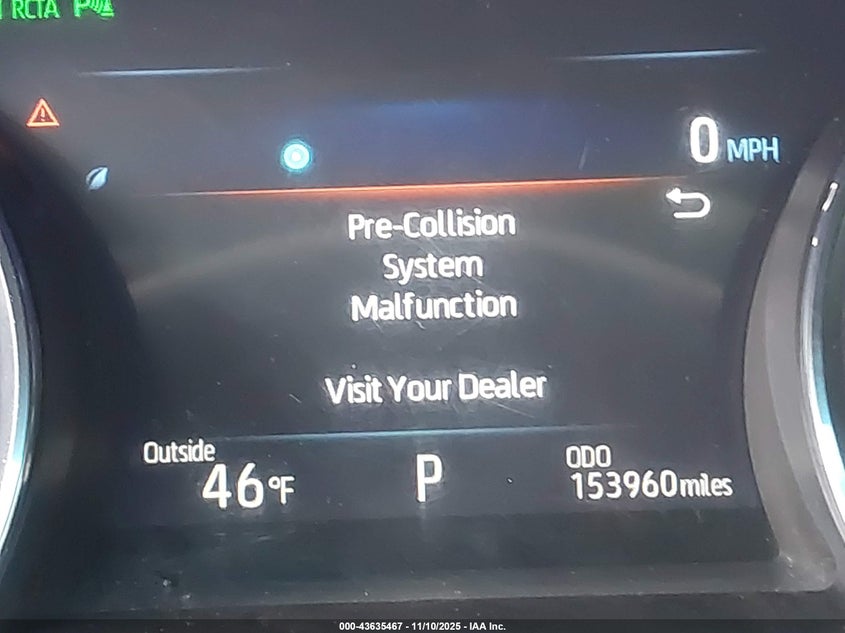 RCTA P
0 MPH
Pre-Collision
System
Malfunction
Visit Your Dealer
Outside
46°F
P
ODO
153960 miles
000-43635467 - 11/10/2025 - IAA Inc.